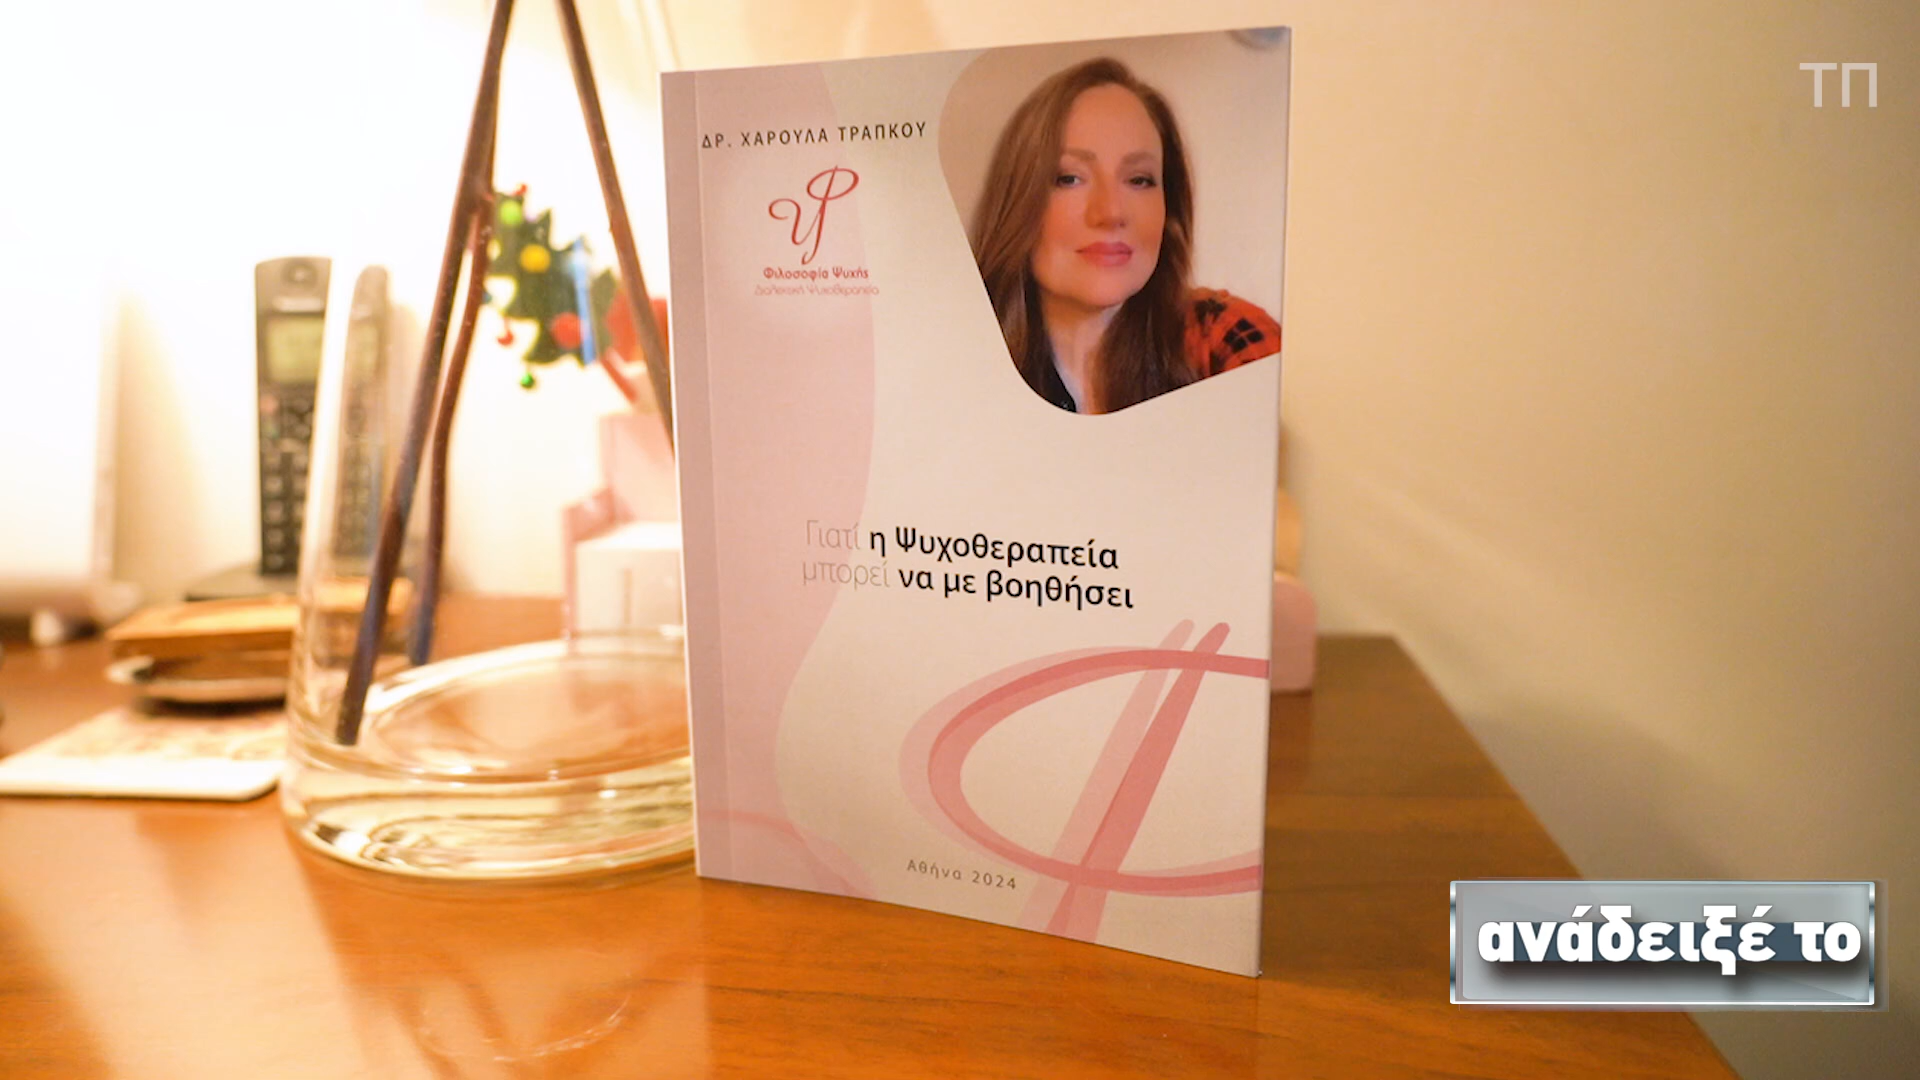 ΤΠ
ΔΡ. ΧΑΡΟΥΛΑ ΤΡΑΠΚΟΥ
Φιλοσοφία Ψυχής
Διαλεκτική Ψυχοθεραπεία
Γιατί η Ψυχοθεραπεία
μπορεί να με βοηθήσει
Αθήνα 2024
ανάδειξέ το